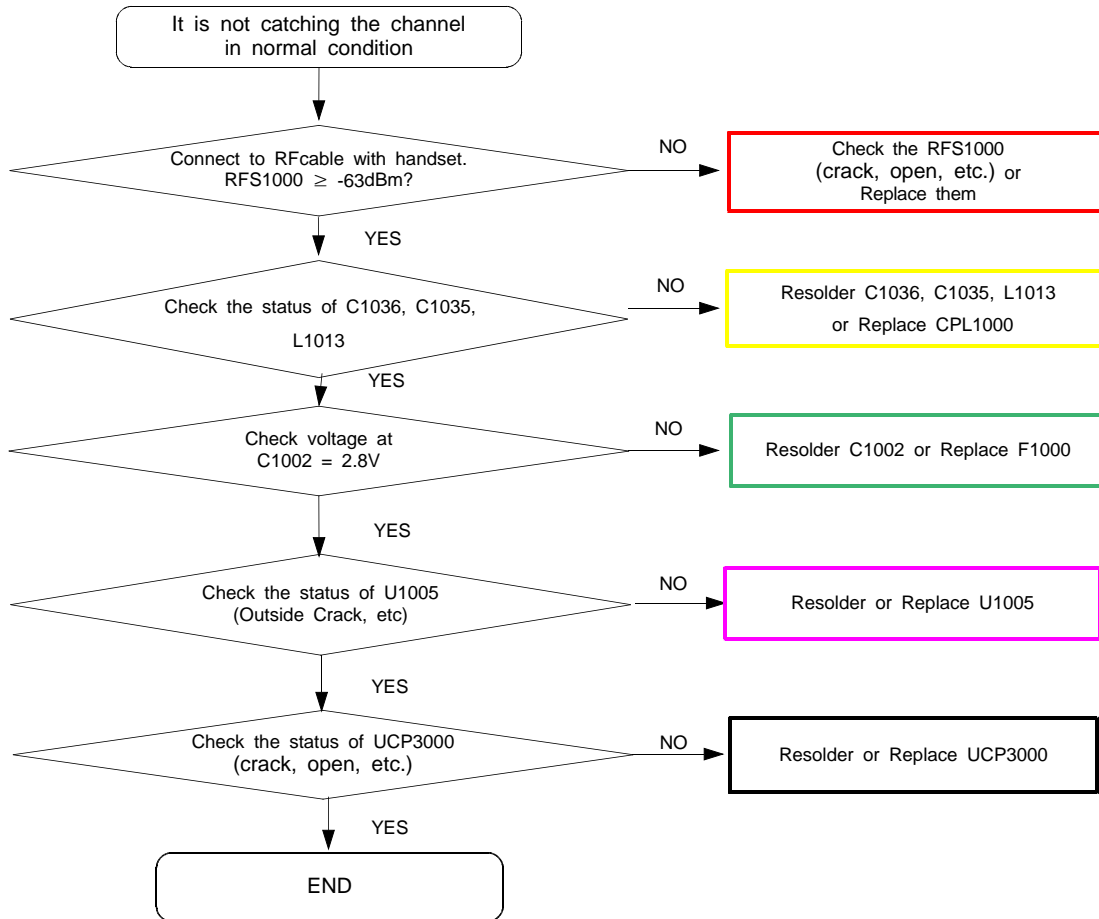 It is not catching the channel
in normal condition
Connect to RFcable with handset.
RFS1000 ≥ -63dBm?
NO
Check the RFS1000
(crack, open, etc.) or
Replace them
YES
Check the status of C1036, C1035,
L1013
NO
Resolder C1036, C1035, L1013
or Replace CPL1000
YES
Check voltage at
C1002 = 2.8V
NO
Resolder C1002 or Replace F1000
YES
Check the status of U1005
(Outside Crack, etc)
NO
Resolder or Replace U1005
YES
Check the status of UCP3000
(crack, open, etc.)
NO
Resolder or Replace UCP3000
YES
END